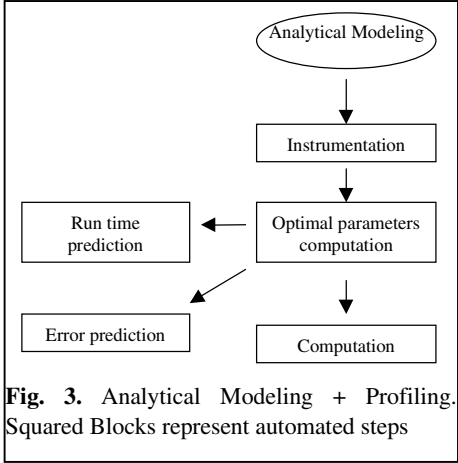 Analytical Modeling
Instrumentation
Run time
prediction
Optimal parameters
computation
Error prediction
Computation
Fig. 3. Analytical Modeling + Profiling.
Squared Blocks represent automated steps